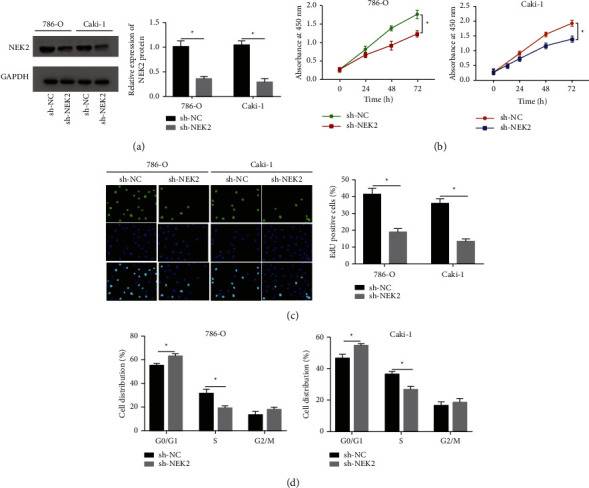 786-O Caki-1
NEK2
GAPDH
sh-NC
sh-NEK2
sh-NC
sh-NEK2
Relative expression of
NEK2 protein
1.5
1.0
0.5
0.0
*
*
786-O Caki-1
sh-NC
sh-NEK2
(a)
786-O
Absorbance at 450 nm
2.0
1.5
1.0
0.5
0.0
*
0 24 48 72
Time (h)
sh-NC
sh-NEK2
Caki-1
Absorbance at 450 nm
2.0
1.5
1.0
0.5
0.0
*
0 24 48 72
Time (h)
sh-NC
sh-NEK2
(b)
786-O Caki-1
sh-NC sh-NEK2 sh-NC sh-NEK2
EdU positive cells (%)
50
40
30
20
10
0
*
*
786-O Caki-1
sh-NC
sh-NEK2
(c)
786-O
Cell distribution (%)
80
60
40
20
0
*
*
G0/G1 S G2/M
sh-NC
sh-NEK2
Caki-1
Cell distribution (%)
60
40
20
0
*
*
G0/G1 S G2/M
sh-NC
sh-NEK2
(d)